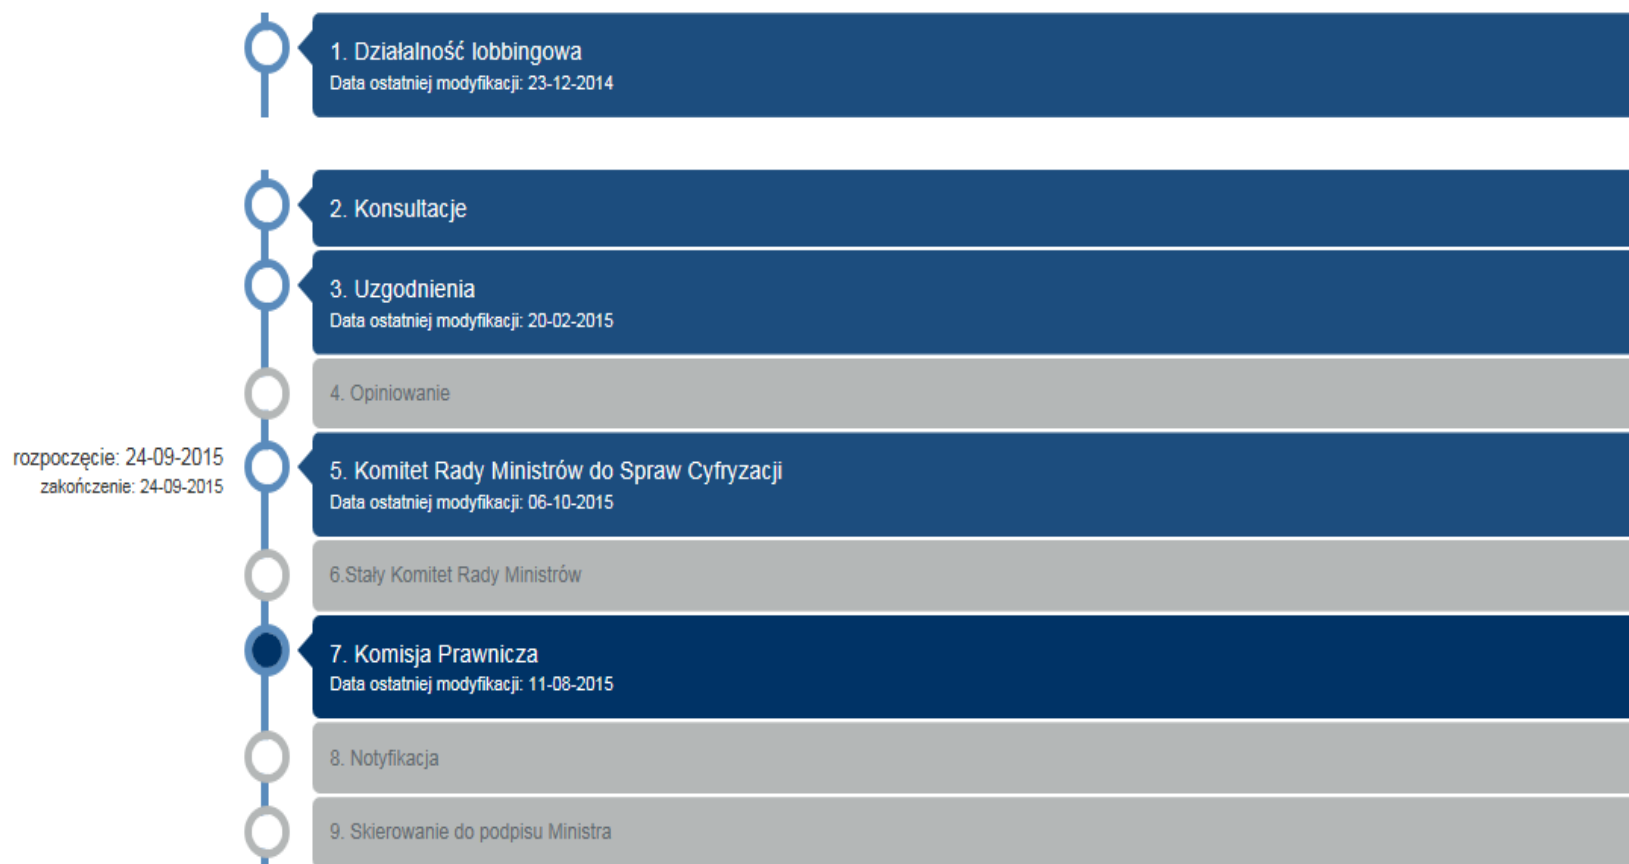 1. Działalność lobbingowa
Data ostatniej modyfikacji: 23-12-2014
2. Konsultacje
3. Uzgodnienia
Data ostatniej modyfikacji: 20-02-2015
4. Opiniowanie
rozpoczęcie: 24-09-2015
zakończenie: 24-09-2015
5. Komitet Rady Ministrów do Spraw Cyfryzacji
Data ostatniej modyfikacji: 06-10-2015
6.Stały Komitet Rady Ministrów
7. Komisja Prawnicza
Data ostatniej modyfikacji: 11-08-2015
8. Notyfikacja
9. Skierowanie do podpisu Ministra